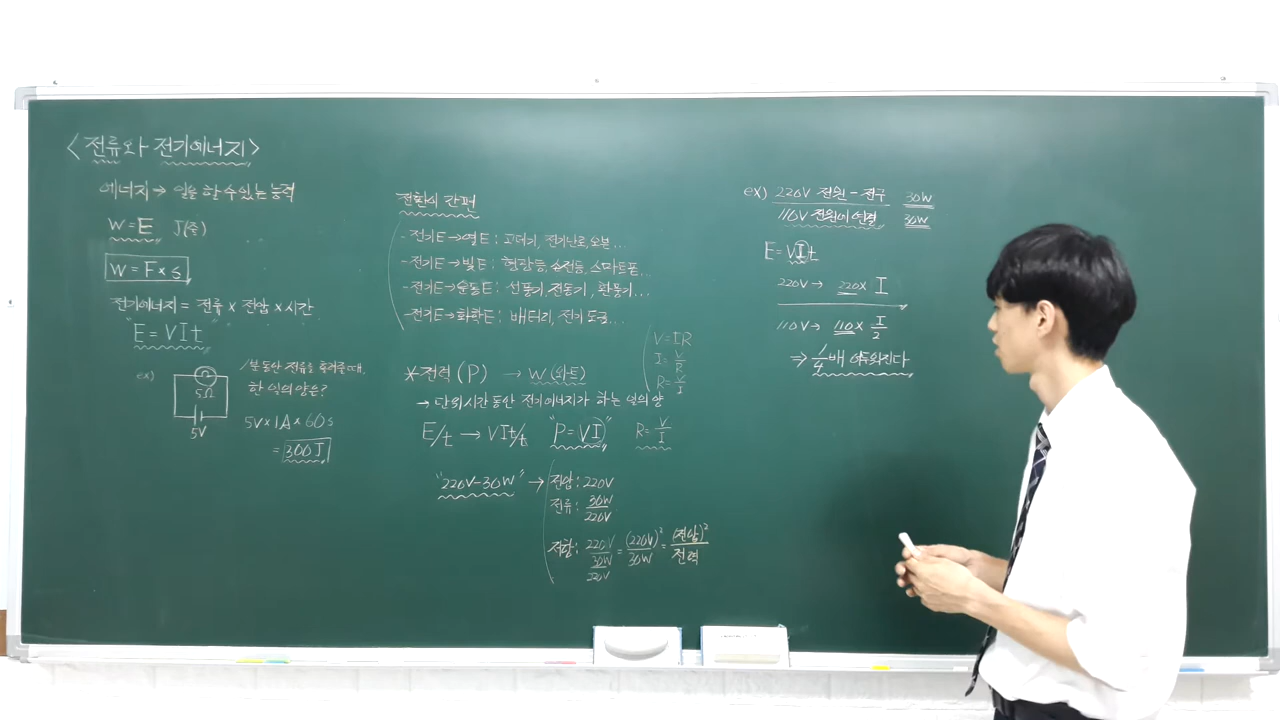 <전류와 전기에너지>
에너지 → 일을 할 수 있는 능력
W = E J(줄)
W = F × s
전기에너지 = 전류 × 전압 × 시간
"E = VIt"
ex)
5Ω
5V
1분 동안 전류를 흘려줄 때,
한 일의 양은?
5V × 1A × 60s
= 300J
전환의 간편
- 전기E → 열E : 고데기, 전기난로, 오븐...
- 전기E → 빛E : 형광등, 손전등, 스마트폰...
- 전기E → 운동E : 선풍기, 전동기, 환풍기...
- 전기E → 화학E : 배터리, 전기 도금...
V = IR
I = V/R
R = V/I
*전력 (P) → W (와트)
→ 단위시간 동안 전기에너지가 하는 일의 양
E/t → VIt/t "P = VI" R = V/I
"220V-30W" → 전압 : 220V
전류 : 30W/220V
저항 : 220V/(30W/220V) = (220V)²/30W = (전압)²/전력
ex) 220V 전원 - 전구 30W
110V 전원에 연결 30W
E = VIt
220V → 220 × I
110V → 110 × I/2
⇒ 1/4배